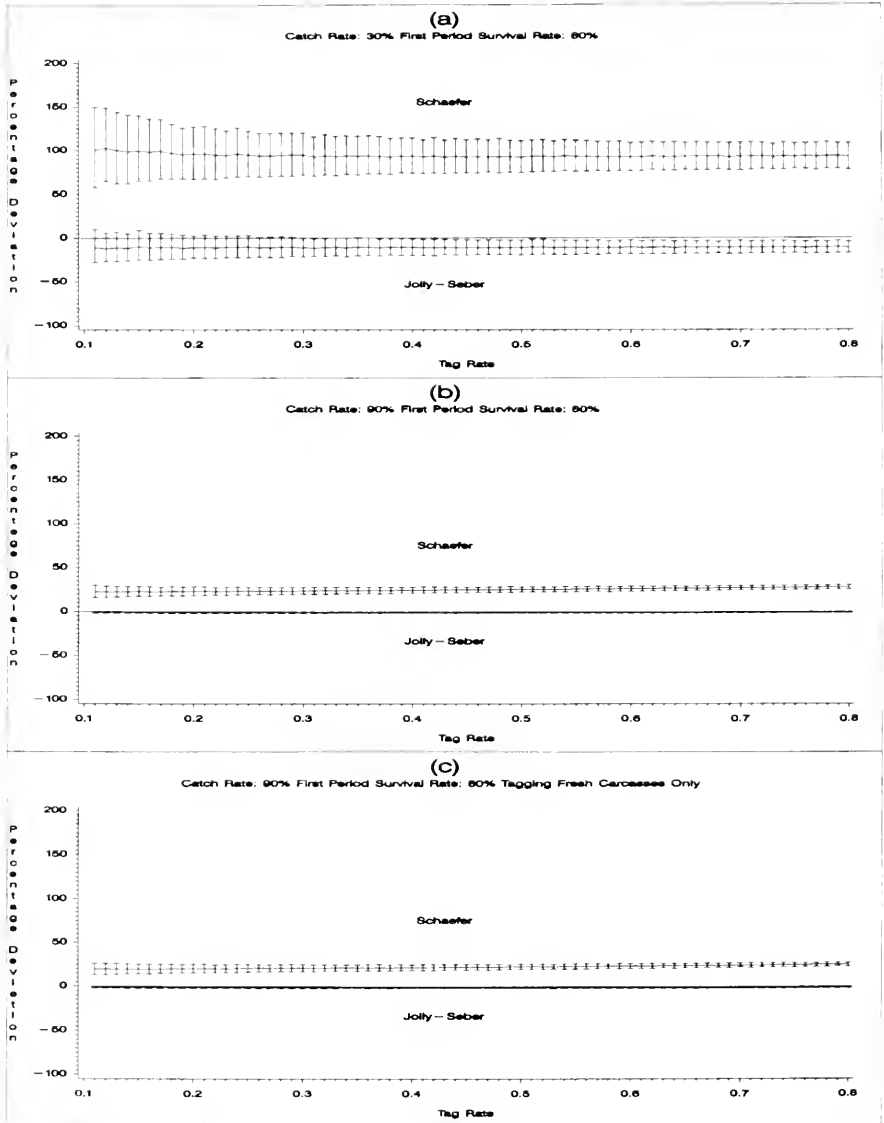 (a)
Catch Rate: 30% First Period Survival Rate: 80%
Percentage Deviation
200
150
100
50
0
−50
−100
Schaefer
Jolly – Seber
0.1 0.2 0.3 0.4 0.5 0.6 0.7 0.8
Tag Rate
(b)
Catch Rate: 90% First Period Survival Rate: 80%
Percentage Deviation
200
150
100
50
0
−50
−100
Schaefer
Jolly – Seber
0.1 0.2 0.3 0.4 0.5 0.6 0.7 0.8
Tag Rate
(c)
Catch Rate: 90% First Period Survival Rate: 80% Tagging Fresh Carcasses Only
Percentage Deviation
200
150
100
50
0
−50
−100
Schaefer
Jolly – Seber
0.1 0.2 0.3 0.4 0.5 0.6 0.7 0.8
Tag Rate